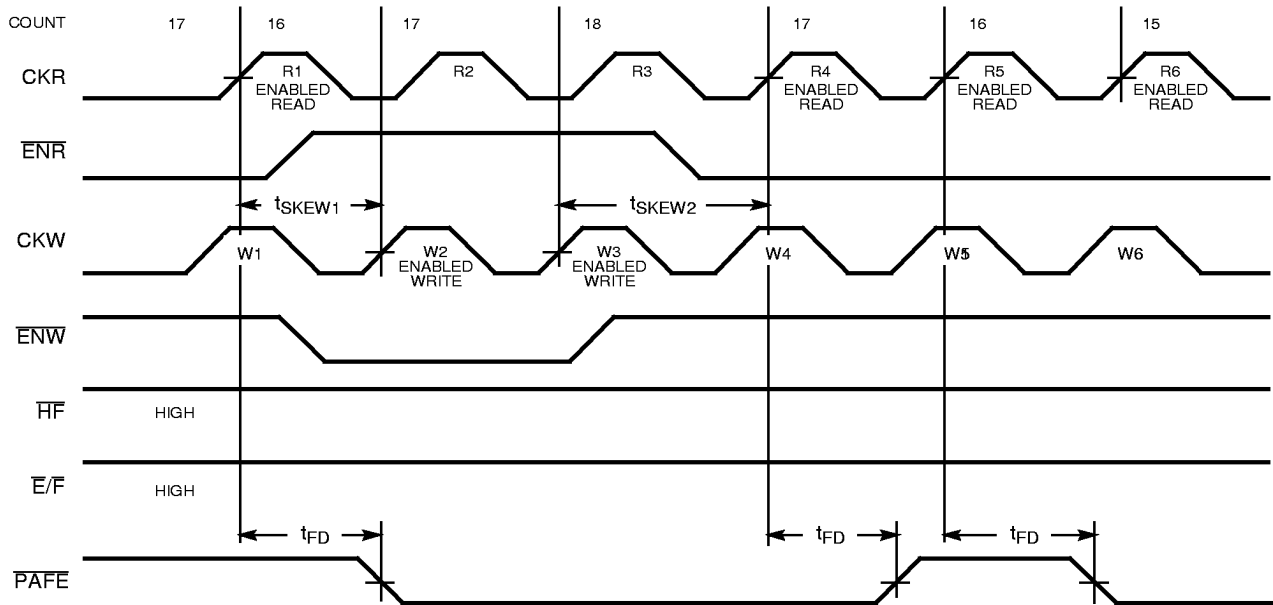 COUNT 17 16 17 18 17 16 15
CKR R1 R2 R3 R4 R5 R6
ENABLED READ ENABLED READ ENABLED READ ENABLED READ
ENR
tSKEW1 tSKEW2
CKW W1 W2 W3 W4 W5 W6
ENABLED WRITE ENABLED WRITE
ENW
HF HIGH
E/F HIGH
tFD tFD tFD
PAFE